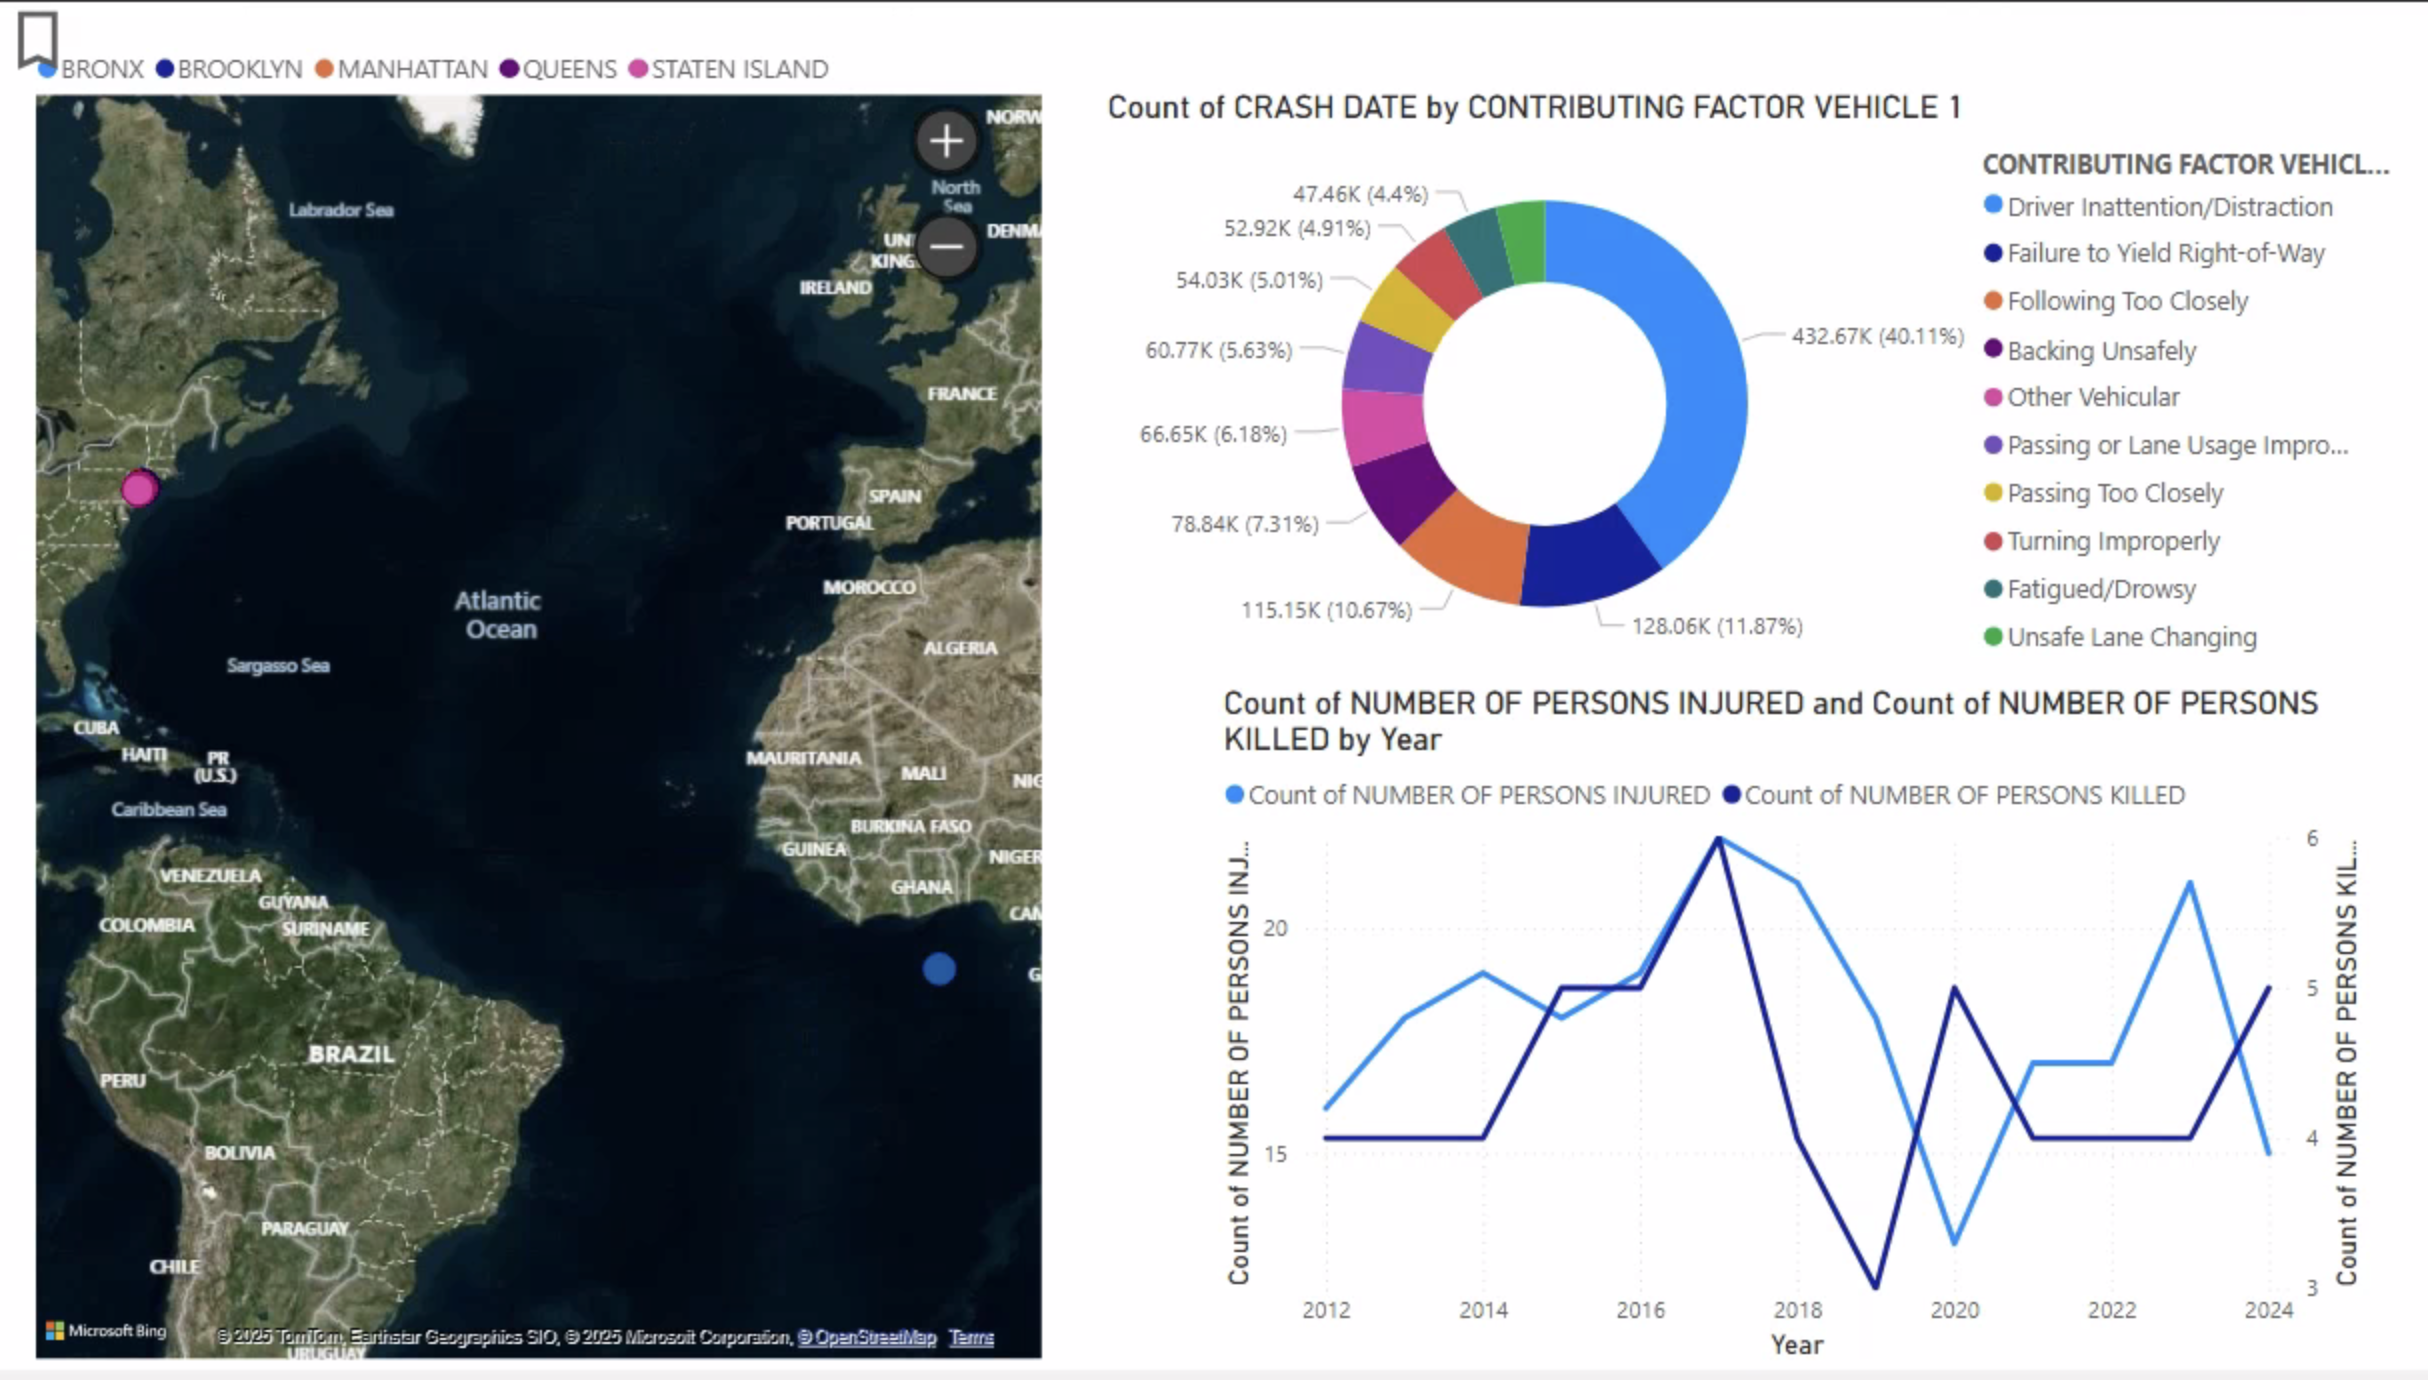 BRONX BROOKLYN MANHATTAN QUEENS STATEN ISLAND
NORW
North
Sea
Labrador Sea
DENM
UNI
KING
IRELAND
FRANCE
SPAIN
PORTUGAL
MOROCCO
Atlantic
Ocean
ALGERIA
Sargasso Sea
CUBA
HAITI
PR
(U.S.)
MAURITANIA
MALI
NIG
Caribbean Sea
BURKINA FASO
GUINEA
NIGER
VENEZUELA
GHANA
GUYANA
COLOMBIA
SURINAME
CAM
G
BRAZIL
PERU
BOLIVIA
PARAGUAY
CHILE
Microsoft Bing
© 2025 TomTom, Earthstar Geographics SIO, © 2025 Microsoft Corporation, © OpenStreetMap Terms
URUGUAY
Count of CRASH DATE by CONTRIBUTING FACTOR VEHICLE 1
47.46K (4.4%)
52.92K (4.91%)
54.03K (5.01%)
60.77K (5.63%)
66.65K (6.18%)
78.84K (7.31%)
115.15K (10.67%)
128.06K (11.87%)
432.67K (40.11%)
CONTRIBUTING FACTOR VEHICL...
Driver Inattention/Distraction
Failure to Yield Right-of-Way
Following Too Closely
Backing Unsafely
Other Vehicular
Passing or Lane Usage Impro...
Passing Too Closely
Turning Improperly
Fatigued/Drowsy
Unsafe Lane Changing
Count of NUMBER OF PERSONS INJURED and Count of NUMBER OF PERSONS
KILLED by Year
Count of NUMBER OF PERSONS INJURED Count of NUMBER OF PERSONS KILLED
Count of NUMBER OF PERSONS INJ...
20
15
6
5
4
3
Count of NUMBER OF PERSONS KIL...
2012 2014 2016 2018 2020 2022 2024
Year